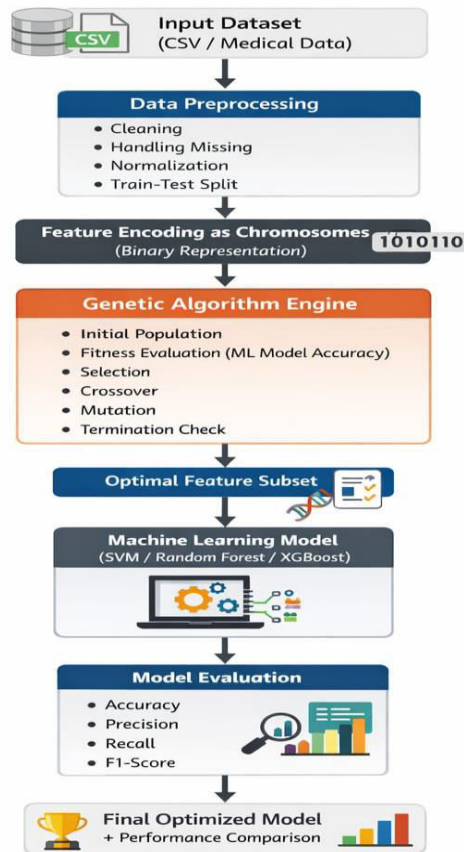 CSV
Input Dataset
(CSV / Medical Data)
Data Preprocessing
• Cleaning
• Handling Missing
• Normalization
• Train-Test Split
Feature Encoding as Chromosomes
(Binary Representation)
1010110
Genetic Algorithm Engine
• Initial Population
• Fitness Evaluation (ML Model Accuracy)
• Selection
• Crossover
• Mutation
• Termination Check
Optimal Feature Subset
Machine Learning Model
(SVM / Random Forest / XGBoost)
Model Evaluation
• Accuracy
• Precision
• Recall
• F1-Score
Final Optimized Model
+ Performance Comparison